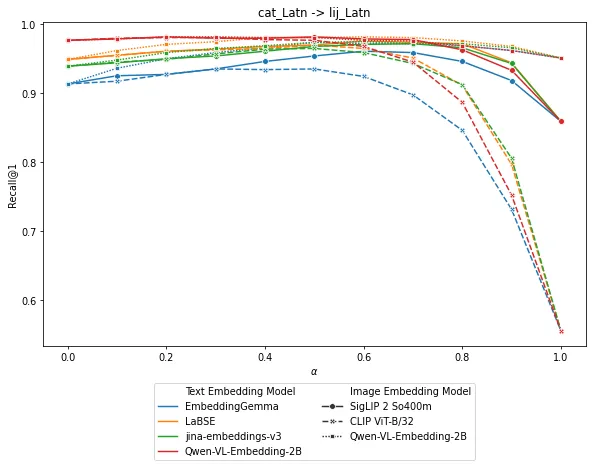 cat_Latn -> lij_Latn
1.0
0.9
0.8
0.7
0.6
Recall@1
0.0 0.2 0.4 0.6 0.8 1.0
α
Text Embedding Model
EmbeddingGemma
LaBSE
jina-embeddings-v3
Qwen-VL-Embedding-2B
Image Embedding Model
SigLIP 2 So400m
CLIP ViT-B/32
Qwen-VL-Embedding-2B